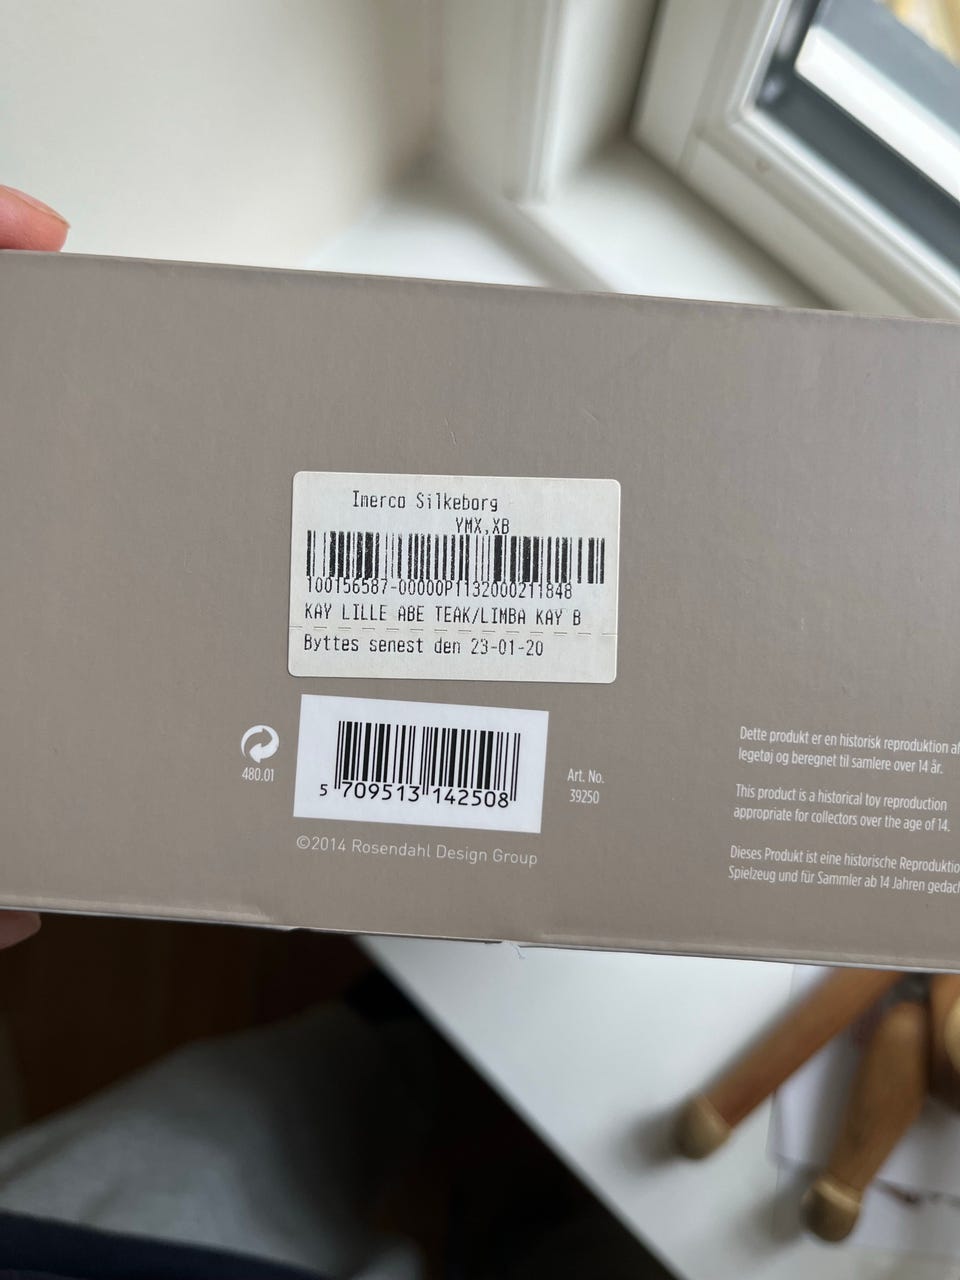 Imerco Silkeborg
YMX,XB
100156587-00000P1132000211848
KAY LILLE ABE TEAK/LIMBA KAY B
Byttes senest den 23-01-20
480.01
5 709513 142508
Art. No.
39250
©2014 Rosendahl Design Group
Dette produkt er en historisk reproduktion af
legetøj og beregnet til samlere over 14 år.
This product is a historical toy reproduction
appropriate for collectors over the age of 14.
Dieses Produkt ist eine historische Reproduktio
Spielzeug und für Sammler ab 14 Jahren gedach